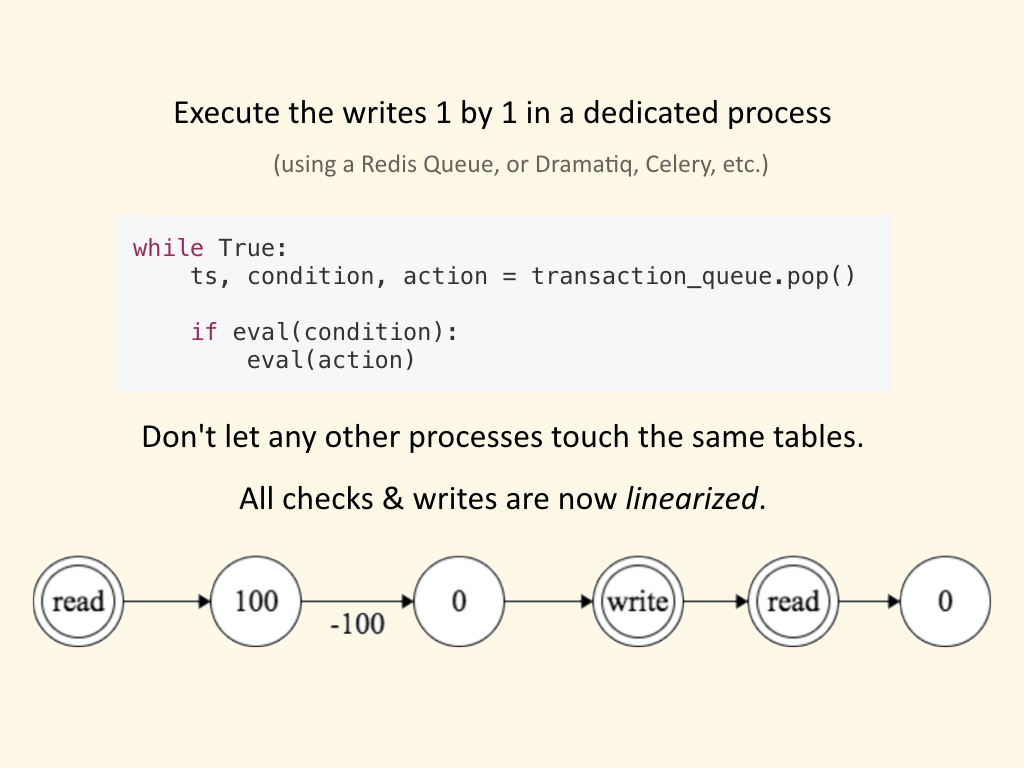 Execute the writes 1 by 1 in a dedicated process
(using a Redis Queue, or Dramatiq, Celery, etc.)
while True:
    ts, condition, action = transaction_queue.pop()
    if eval(condition):
        eval(action)
Don't let any other processes touch the same tables.
All checks & writes are now linearized.
read 100 0 write read 0
-100